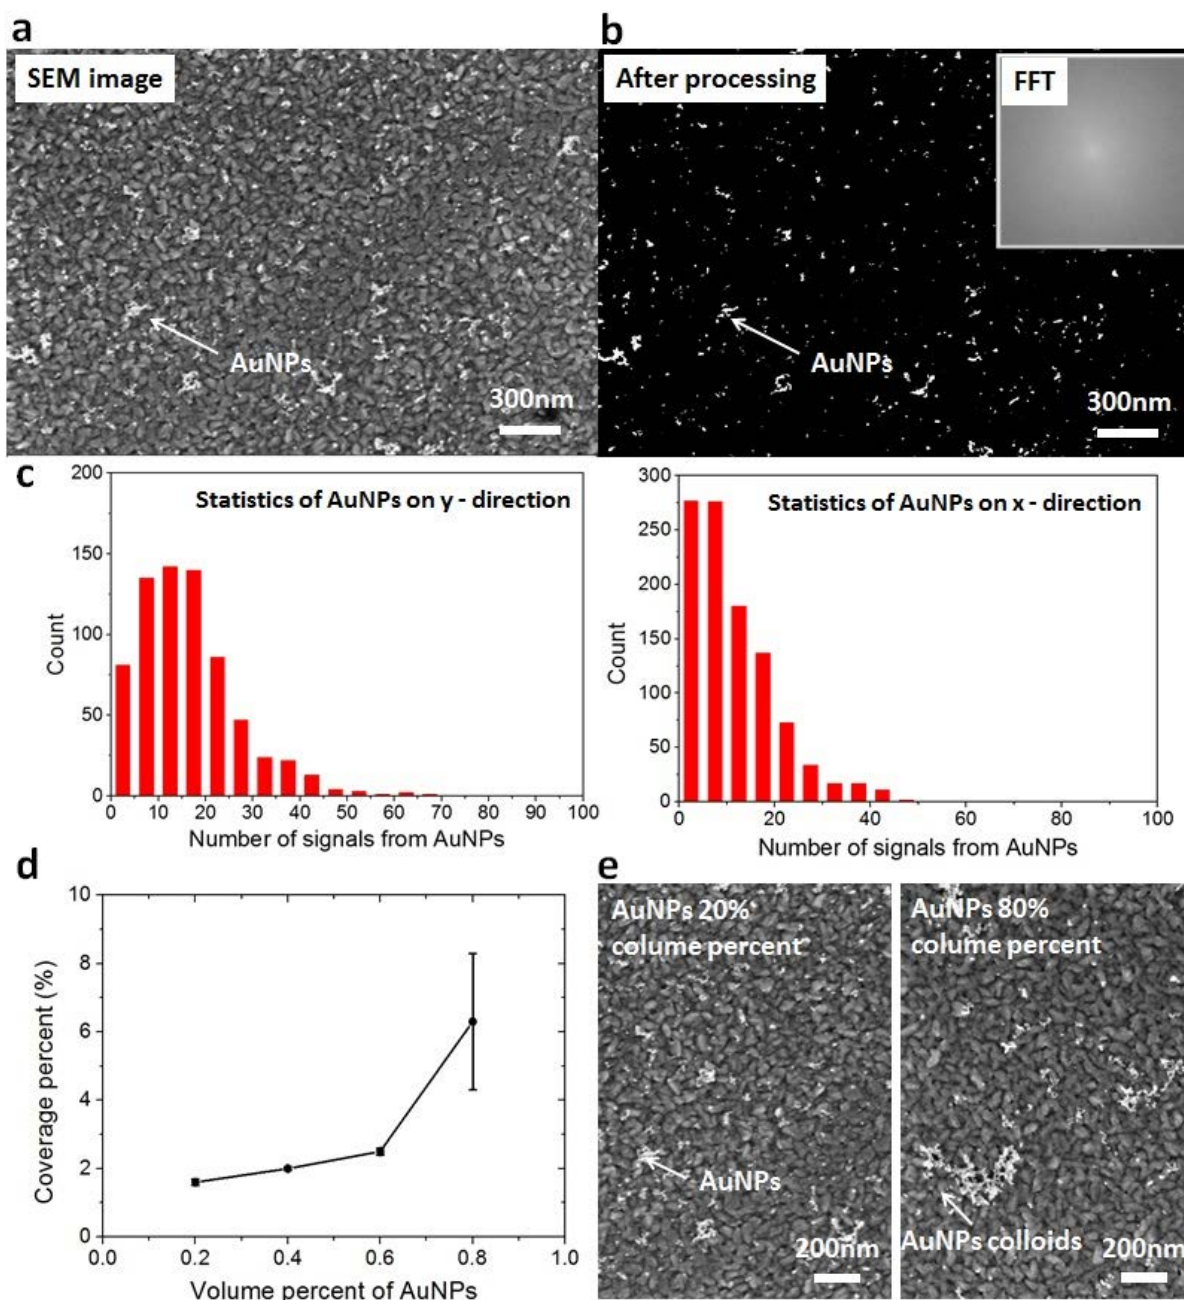 a
SEM image
AuNPs
300nm
b
After processing
FFT
AuNPs
300nm
c
Statistics of AuNPs on y - direction
200
150
100
50
0
Count
0 10 20 30 40 50 60 70 80 90 100
Number of signals from AuNPs
Statistics of AuNPs on x - direction
300
250
200
150
100
50
0
Count
0 20 40 60 80 100
Number of signals from AuNPs
d
10
8
6
4
2
0
Coverage percent (%)
0.0 0.2 0.4 0.6 0.8 1.0
Volume percent of AuNPs
e
AuNPs 20%
colume percent
AuNPs
200nm
AuNPs 80%
colume percent
AuNPs colloids
200nm